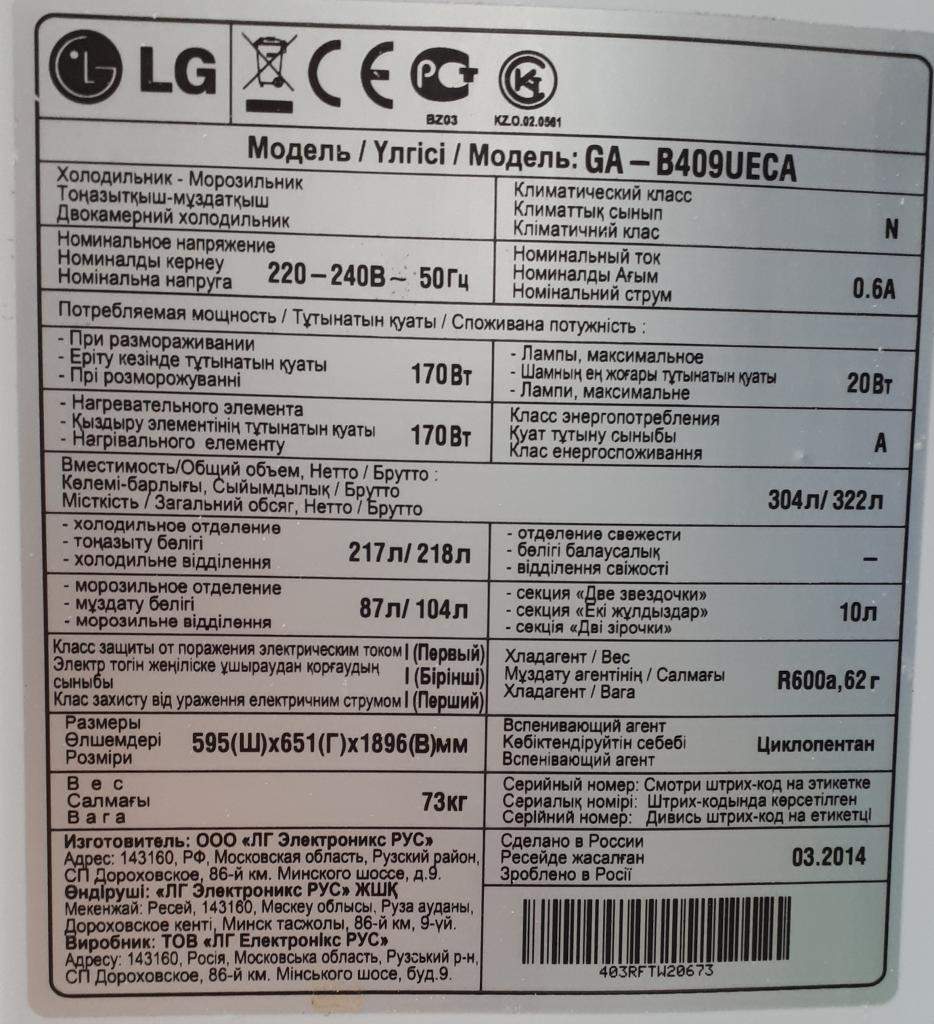 LG
BZ03
KZ.O.02.0561
Модель / Үлгісі / Модель: GA – B409UECA
Холодильник - Морозильник
Тоңазытқыш-мұздатқыш
Двокамерний холодильник
Климатический класс
Климаттық сынып
Кліматичний клас
N
Номинальное напряжение
Номиналды кернеу
Номінальна напруга
220 – 240В ~ 50Гц
Номинальный ток
Номиналды Ағым
Номінальний струм
0.6А
Потребляемая мощность / Тұтынатын қуаты / Споживана потужність :
- При размораживании
- Еріту кезінде тұтынатын қуаты
- Прі розморожуванні
170Вт
- Лампы, максимальное
- Шамның ең жоғары тұтынатын қуаты
- Лампи, максимальне
20Вт
- Нагревательного элемента
- Қыздыру элементінің тұтынатын қуаты
- Нагрівального елементу
170Вт
Класс энергопотребления
Қуат тұтыну сыныбы
Клас енергоспоживання
А
Вместимость/Общий объем, Нетто / Брутто :
Көлемі-барлығы, Сыйымдылық / Брутто
Місткість / Загальний обсяг, Нетто / Брутто
304л/ 322л
- холодильное отделение
- тоңазыту бөлігі
- холодильне відділення
217л/ 218л
- отделение свежести
- бөлігі балаусалық
- відділення свіжості
–
- морозильное отделение
- мұздату бөлігі
- морозильне відділення
87л/ 104л
- секция «Две звездочки»
- секция «Екі жұлдыздар»
- секція «Дві зірочки»
10л
Класс защиты от поражения электрическим током I (Первый)
Электр тогін жеңіліске ұшыраудан қорғаудың
сыныбы
I (Бірінші)
Клас захисту від ураження електричним струмом I (Перший)
Хладагент / Вес
Мұздату агентінің / Салмағы
Хладагент / Вага
R600a,62г
Размеры
Өлшемдері
Розміри
595(Ш)x651(Г)x1896(В)мм
Вспенивающий агент
Көбіктендіруйтін себебі
Вспенівающий агент
Циклопентан
Вес
Салмағы
Вага
73кг
Серийный номер: Смотри штрих-код на этикетке
Сериалық номірі: Штрих-кодында көрсетілген
Серійний номер: Дивись штрих-код на етикетці
Изготовитель: ООО «ЛГ Электроникс РУС»
Адрес: 143160, РФ, Московская область, Рузский район,
СП Дороховское, 86-й км. Минского шоссе, д.9.
Өндіруші: «ЛГ Электроникс РУС» ЖШҚ
Мекенжай: Ресей, 143160, Мәскеу облысы, Руза ауданы,
Дороховское кенті, Минск тасжолы, 86-й км, 9-үй.
Виробник: ТОВ «ЛГ Електронікс РУС»
Адресу: 143160, Росія, Московська область, Рузський р-н,
СП Дороховское, 86-й км. Мінського шосе, буд.9.
Сделано в России
Ресейде жасалған
Зроблено в Росії
03.2014
403RFTW20673